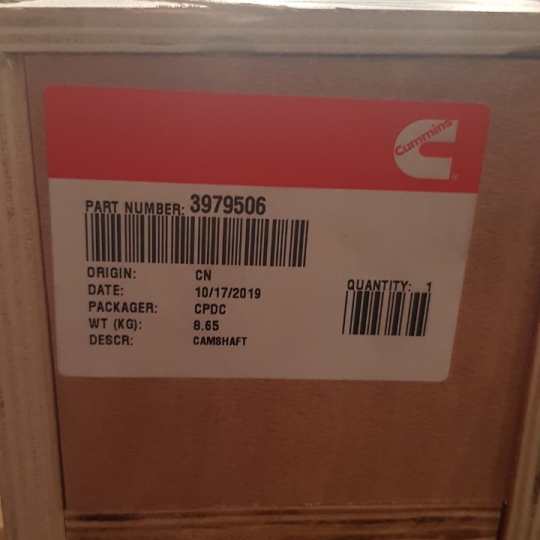 Cummins
PART NUMBER: 3979506
ORIGIN: CN
DATE: 10/17/2019
PACKAGER: CPDC
WT (KG): 8.65
DESCR: CAMSHAFT
QUANTITY: 1